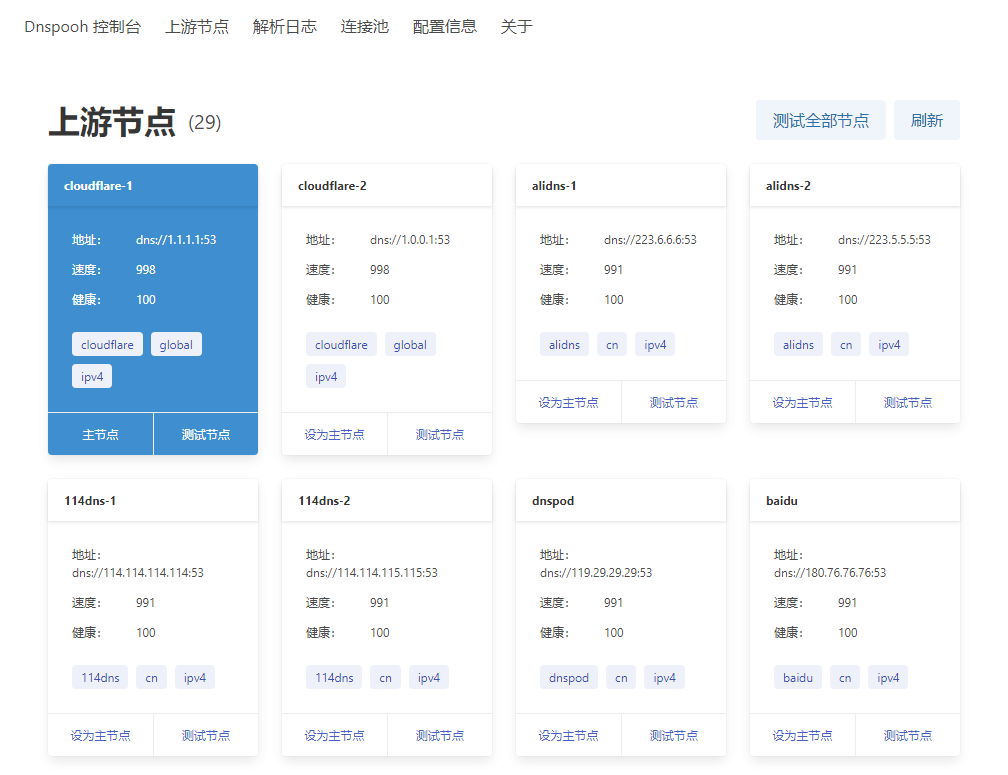 Dnspooh 控制台 上游节点 解析日志 连接池 配置信息 关于
上游节点 (29) 测试全部节点 刷新
cloudflare-1
地址: dns://1.1.1.1:53
速度: 998
健康: 100
cloudflare global
ipv4
主节点 测试节点
cloudflare-2
地址: dns://1.0.0.1:53
速度: 998
健康: 100
cloudflare global
ipv4
设为主节点 测试节点
alidns-1
地址: dns://223.6.6.6:53
速度: 991
健康: 100
alidns cn ipv4
设为主节点 测试节点
alidns-2
地址: dns://223.5.5.5:53
速度: 991
健康: 100
alidns cn ipv4
设为主节点 测试节点
114dns-1
地址:
dns://114.114.114.114:53
速度: 991
健康: 100
114dns cn ipv4
设为主节点 测试节点
114dns-2
地址:
dns://114.114.115.115:53
速度: 991
健康: 100
114dns cn ipv4
设为主节点 测试节点
dnspod
地址:
dns://119.29.29.29:53
速度: 991
健康: 100
dnspod cn ipv4
设为主节点 测试节点
baidu
地址:
dns://180.76.76.76:53
速度: 991
健康: 100
baidu cn ipv4
设为主节点 测试节点